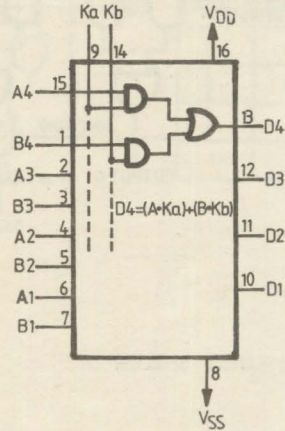 Ka Kb
9 14
VDD
16
A4 15
13 D4
B4 1
A3 2
12 D3
B3 3
D4=(A•Ka)+(B•Kb)
A2 4
11 D2
B2 5
A1 6
10 D1
B1 7
8
VSS